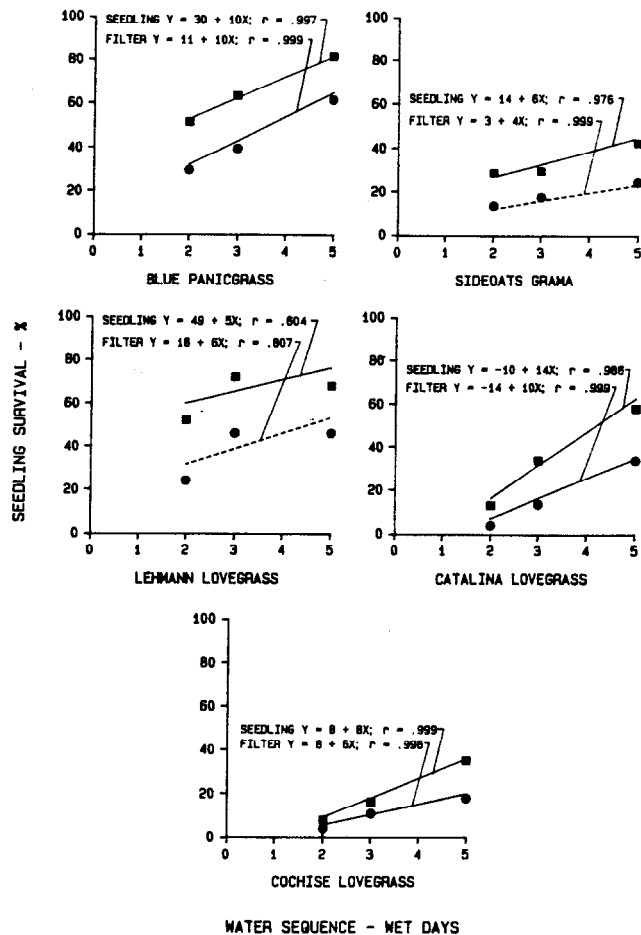 SEEDLING SURVIVAL - %
100
80
60
40
20
0
SEEDLING Y = 30 + 10X; r = .997
FILTER Y = 11 + 10X; r = .999
0 1 2 3 4 5
BLUE PANICGRASS
100
80
60
40
20
0
SEEDLING Y = 14 + 6X; r = .976
FILTER Y = 3 + 4X; r = .999
0 1 2 3 4 5
SIDEOATS GRAMA
100
80
60
40
20
0
SEEDLING Y = 49 + 5X; r = .604
FILTER Y = 16 + 6X; r = .807
0 1 2 3 4 5
LEHMANN LOVEGRASS
100
80
60
40
20
0
SEEDLING Y = -10 + 14X; r = .986
FILTER Y = -14 + 10X; r = .999
0 1 2 3 4 5
CATALINA LOVEGRASS
100
80
60
40
20
0
SEEDLING Y = 8 + 8X; r = .999
FILTER Y = 6 + 5X; r = .996
0 1 2 3 4 5
COCHISE LOVEGRASS
WATER SEQUENCE - WET DAYS